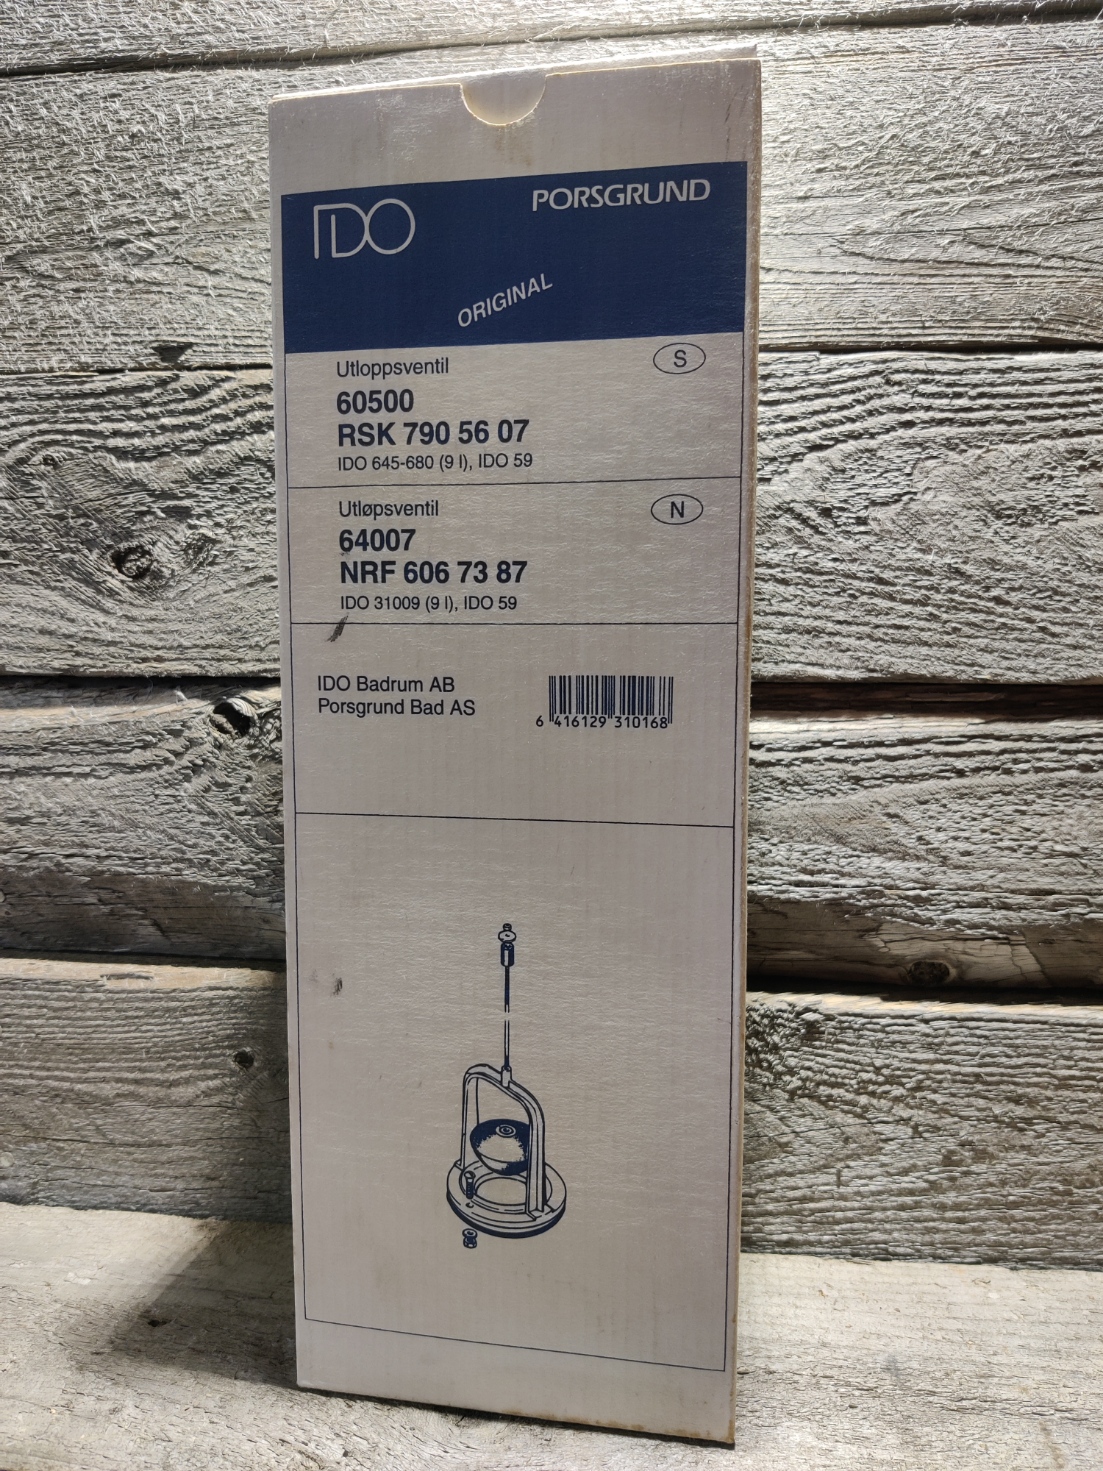 IDO
PORSGRUND
ORIGINAL
Utloppsventil
S
60500
RSK 790 56 07
IDO 645-680 (9 l), IDO 59
Utløpsventil
N
64007
NRF 606 73 87
IDO 31009 (9 l), IDO 59
IDO Badrum AB
Porsgrund Bad AS
6 416129 310168